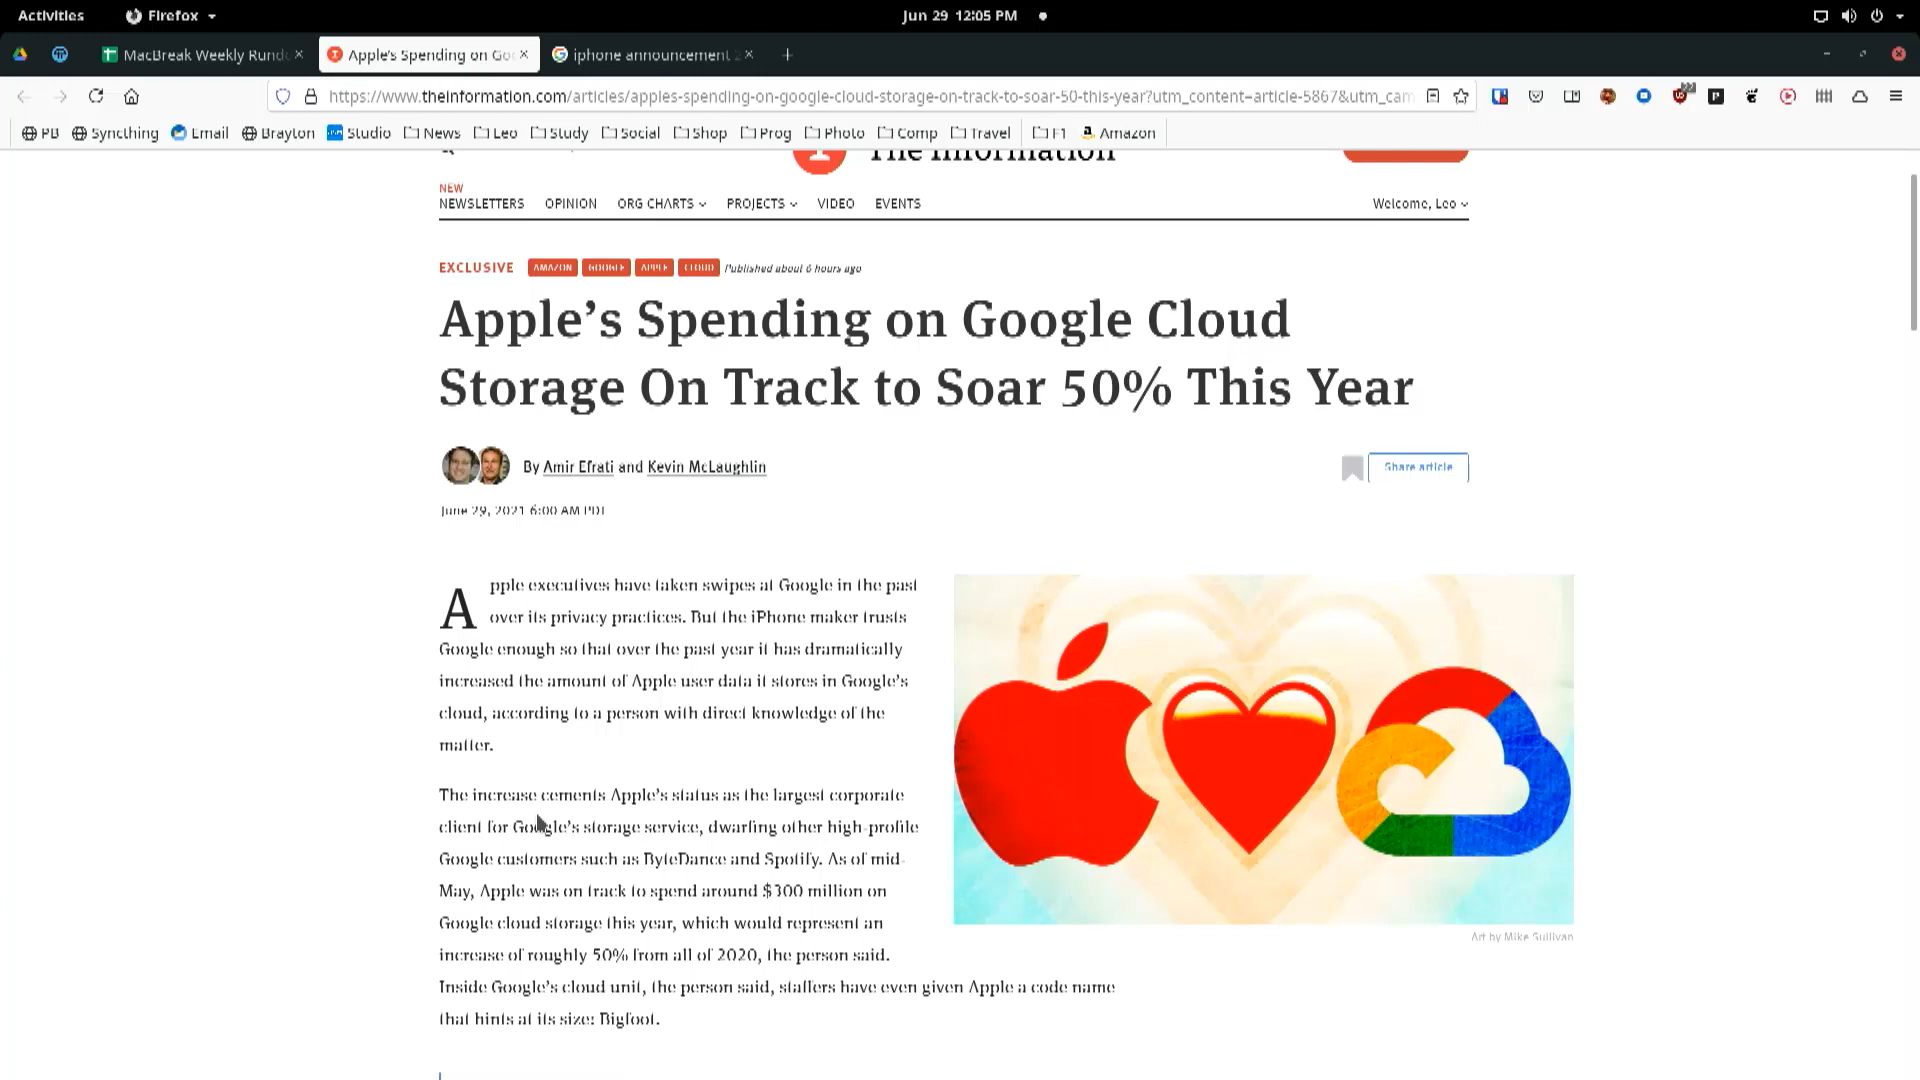 Activities Firefox Jun 29 12:05 PM
MacBreak Weekly Rund Apple's Spending on Goo iphone announcement 2
https://www.theinformation.com/articles/apples-spending-on-google-cloud-storage-on-track-to-soar-50-this-year?utm_content=article-5867&utm_cam
PB Syncthing Email Brayton Studio News Leo Study Social Shop Prog Photo Comp Travel F1 Amazon
The Information
NEW
NEWSLETTERS OPINION ORG CHARTS PROJECTS VIDEO EVENTS Welcome, Leo
EXCLUSIVE AMAZON GOOGLE APPLE CLOUD Published about 6 hours ago
Apple's Spending on Google Cloud
Storage On Track to Soar 50% This Year
By Amir Efrati and Kevin McLaughlin Share article
June 29, 2021 6:00 AM PDT
Apple executives have taken swipes at Google in the past
over its privacy practices. But the iPhone maker trusts
Google enough so that over the past year it has dramatically
increased the amount of Apple user data it stores in Google's
cloud, according to a person with direct knowledge of the
matter.
The increase cements Apple's status as the largest corporate
client for Google's storage service, dwarfing other high-profile
Google customers such as ByteDance and Spotify. As of mid-
May, Apple was on track to spend around $300 million on
Google cloud storage this year, which would represent an
Art by Mike Sullivan
increase of roughly 50% from all of 2020, the person said.
Inside Google's cloud unit, the person said, staffers have even given Apple a code name
that hints at its size: Bigfoot.